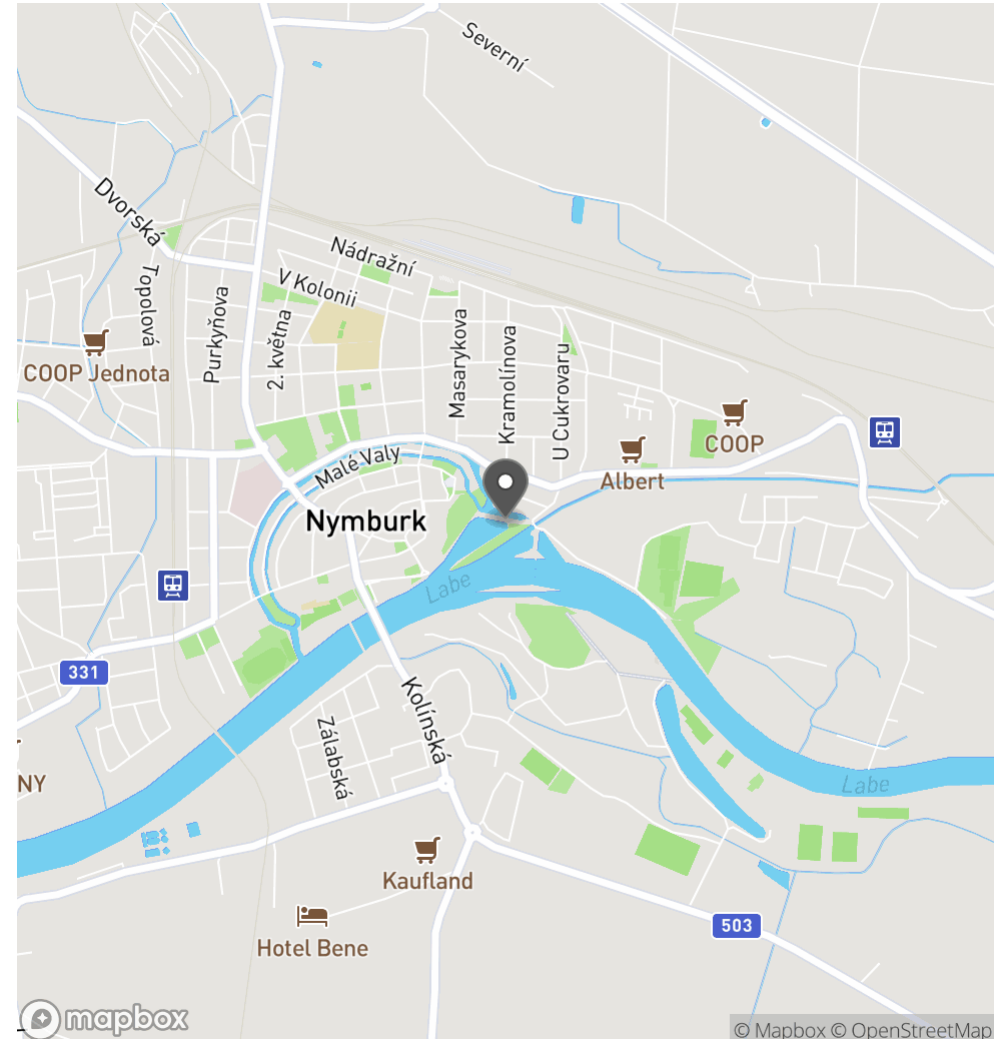 Severní
Dvorská
Nádražní
V Kolonii
Topolová
Purkyňova
2. května
Masarykova
Kramolínova
U Cukrovaru
COOP Jednota
COOP
Albert
Malé Valy
Nymburk
Labe
331
Kolínská
Zálabská
NY
Labe
Kaufland
Hotel Bene
503
mapbox
© Mapbox © OpenStreetMap